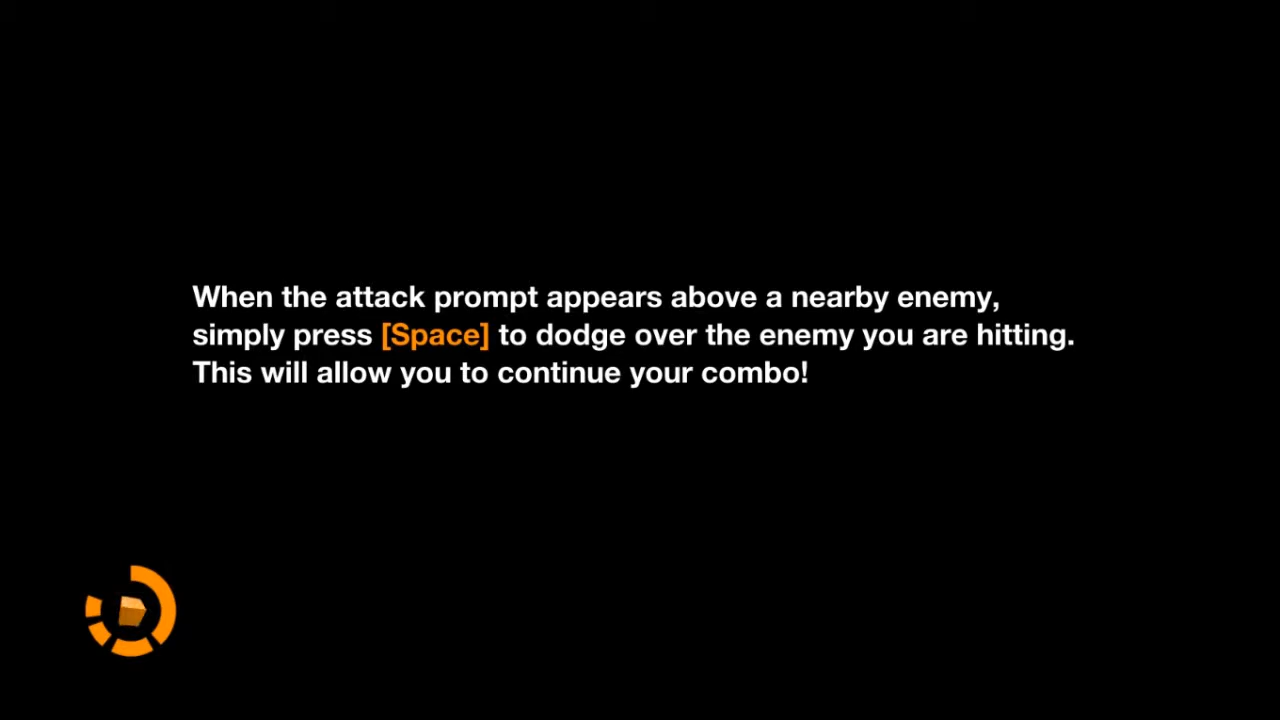 When the attack prompt appears above a nearby enemy,
simply press [Space] to dodge over the enemy you are hitting.
This will allow you to continue your combo!